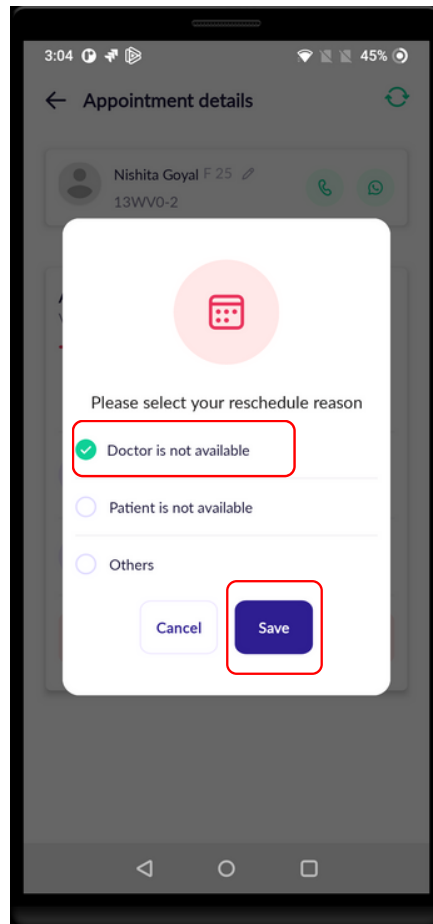 3:04 45%
Appointment details
Nishita Goyal F 25
13WV0-2
Please select your reschedule reason
Doctor is not available
Patient is not available
Others
Cancel Save